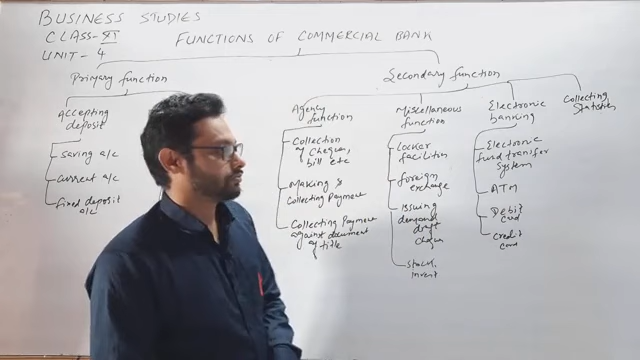 BUSINESS STUDIES
CLASS-XI
UNIT-4
FUNCTIONS OF COMMERCIAL BANK
Primary function
Accepting
deposit
Saving a/c
Current a/c
Fixed deposit
a/c
Secondary function
Agency
function
Collection
of Cheque,
bill etc
Making &
Collecting Payment
Collecting Payment
against document
of title
Miscellaneous
function
Locker
facilities
foreign
exchange
issuing
demand
draft
Stock
invest
Electronic
banking
Electronic
fund transfer
System
ATM
Debit
Card
Credit
Card
Collecting
Statistics